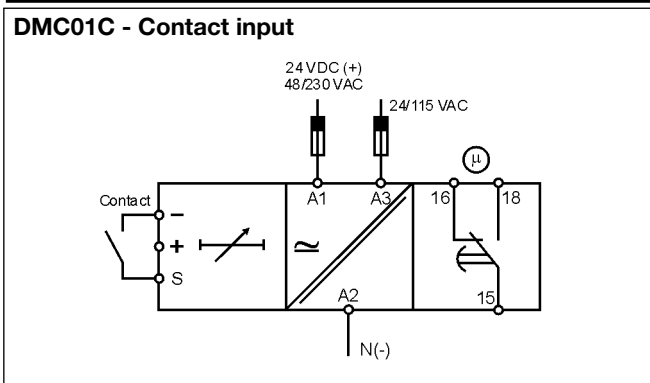 DMC01C - Contact input
24 VDC (+)
48/230 VAC
24/115 VAC
μ
A1 A3 16 18
Contact
−
+
S
15
A2
N(-)